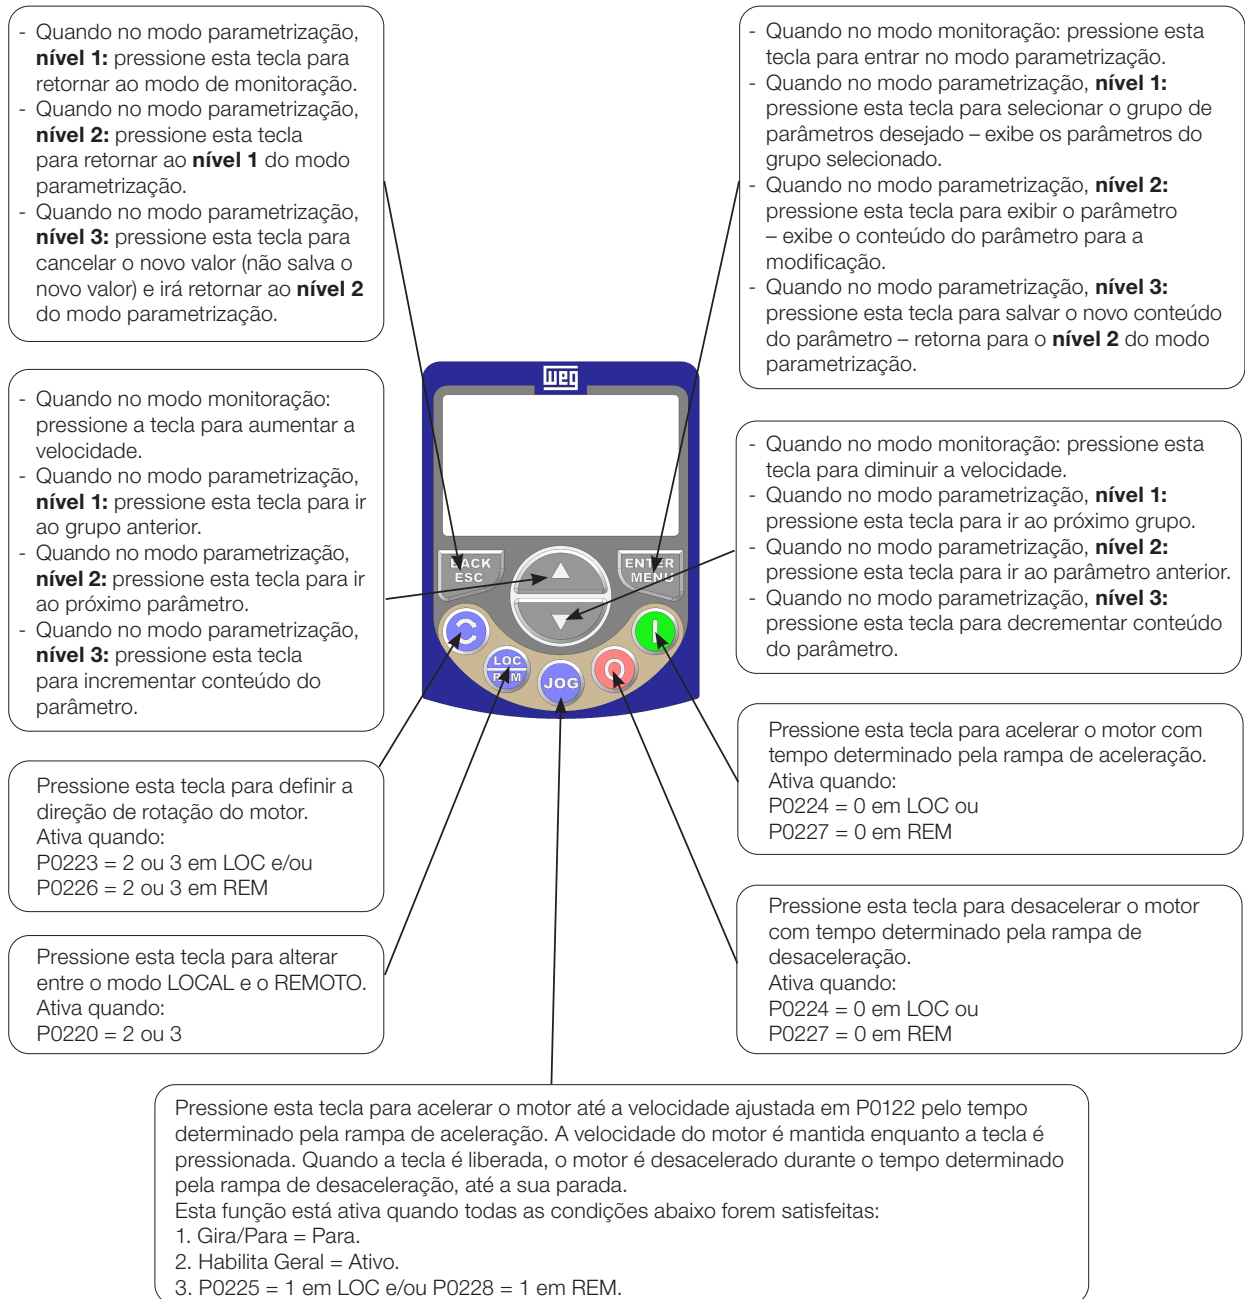 - Quando no modo parametrização,
nível 1: pressione esta tecla para
retornar ao modo de monitoração.
- Quando no modo parametrização,
nível 2: pressione esta tecla
para retornar ao nível 1 do modo
parametrização.
- Quando no modo parametrização,
nível 3: pressione esta tecla para
cancelar o novo valor (não salva o
novo valor) e irá retornar ao nível 2
do modo parametrização.
- Quando no modo monitoração: pressione esta
tecla para entrar no modo parametrização.
- Quando no modo parametrização, nível 1:
pressione esta tecla para selecionar o grupo de
parâmetros desejado – exibe os parâmetros do
grupo selecionado.
- Quando no modo parametrização, nível 2:
pressione esta tecla para exibir o parâmetro
– exibe o conteúdo do parâmetro para a
modificação.
- Quando no modo parametrização, nível 3:
pressione esta tecla para salvar o novo conteúdo
do parâmetro – retorna para o nível 2 do modo
parametrização.
- Quando no modo monitoração:
pressione a tecla para aumentar a
velocidade.
- Quando no modo parametrização,
nível 1: pressione esta tecla para ir
ao grupo anterior.
- Quando no modo parametrização,
nível 2: pressione esta tecla para ir
ao próximo parâmetro.
- Quando no modo parametrização,
nível 3: pressione esta tecla
para incrementar conteúdo do
parâmetro.
weg
BACK
ESC
ENTER
MENU
LOC
REM
JOG
- Quando no modo monitoração: pressione esta
tecla para diminuir a velocidade.
- Quando no modo parametrização, nível 1:
pressione esta tecla para ir ao próximo grupo.
- Quando no modo parametrização, nível 2:
pressione esta tecla para ir ao parâmetro anterior.
- Quando no modo parametrização, nível 3:
pressione esta tecla para decrementar conteúdo
do parâmetro.
Pressione esta tecla para definir a
direção de rotação do motor.
Ativa quando:
P0223 = 2 ou 3 em LOC e/ou
P0226 = 2 ou 3 em REM
Pressione esta tecla para acelerar o motor com
tempo determinado pela rampa de aceleração.
Ativa quando:
P0224 = 0 em LOC ou
P0227 = 0 em REM
Pressione esta tecla para alterar
entre o modo LOCAL e o REMOTO.
Ativa quando:
P0220 = 2 ou 3
Pressione esta tecla para desacelerar o motor
com tempo determinado pela rampa de
desaceleração.
Ativa quando:
P0224 = 0 em LOC ou
P0227 = 0 em REM
Pressione esta tecla para acelerar o motor até a velocidade ajustada em P0122 pelo tempo
determinado pela rampa de aceleração. A velocidade do motor é mantida enquanto a tecla é
pressionada. Quando a tecla é liberada, o motor é desacelerado durante o tempo determinado
pela rampa de desaceleração, até a sua parada.
Esta função está ativa quando todas as condições abaixo forem satisfeitas:
1. Gira/Para = Para.
2. Habilita Geral = Ativo.
3. P0225 = 1 em LOC e/ou P0228 = 1 em REM.